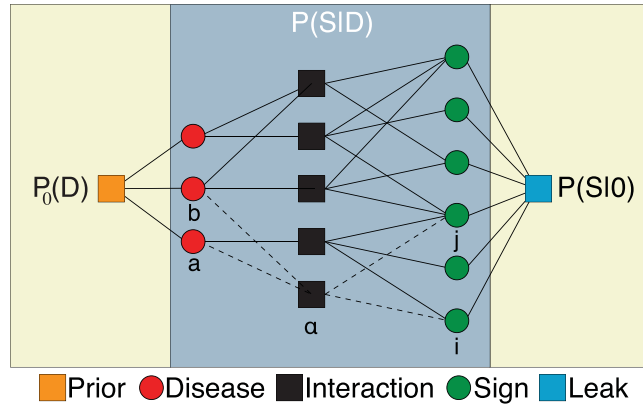 P(S|D)
P₀(D)
P(S|0)
b
a
j
α
i
Prior Disease Interaction Sign Leak